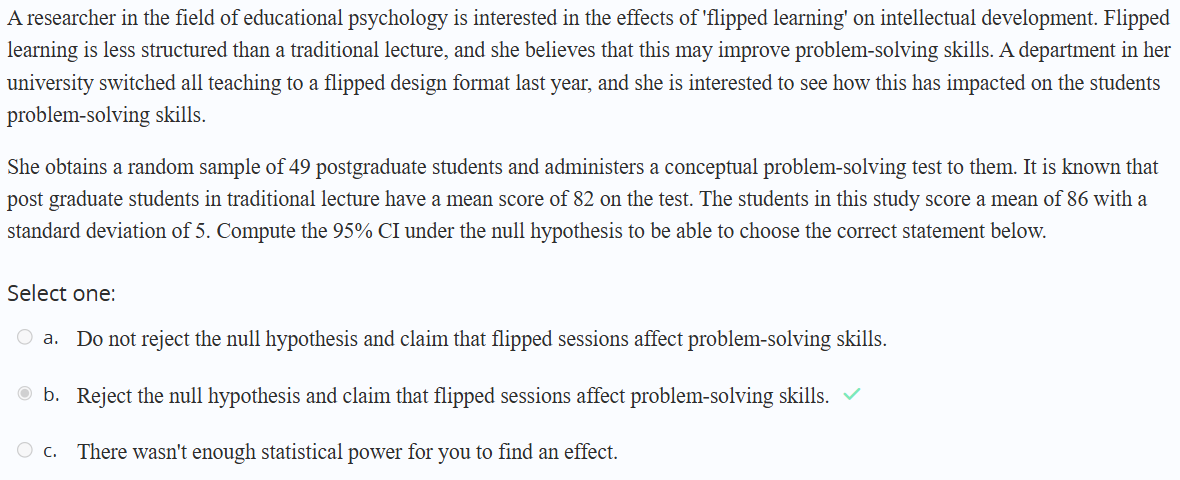 A researcher in the field of educational psychology is interested in the effects of 'flipped learning' on intellectual development. Flipped
learning is less structured than a traditional lecture, and she believes that this may improve problem-solving skills. A department in her
university switched all teaching to a flipped design format last year, and she is interested to see how this has impacted on the students
problem-solving skills.
She obtains a random sample of 49 postgraduate students and administers a conceptual problem-solving test to them. It is known that
post graduate students in traditional lecture have a mean score of 82 on the test. The students in this study score a mean of 86 with a
standard deviation of 5. Compute the 95% CI under the null hypothesis to be able to choose the correct statement below.
Select one:
a. Do not reject the null hypothesis and claim that flipped sessions affect problem-solving skills.
b. Reject the null hypothesis and claim that flipped sessions affect problem-solving skills.
c. There wasn't enough statistical power for you to find an effect.